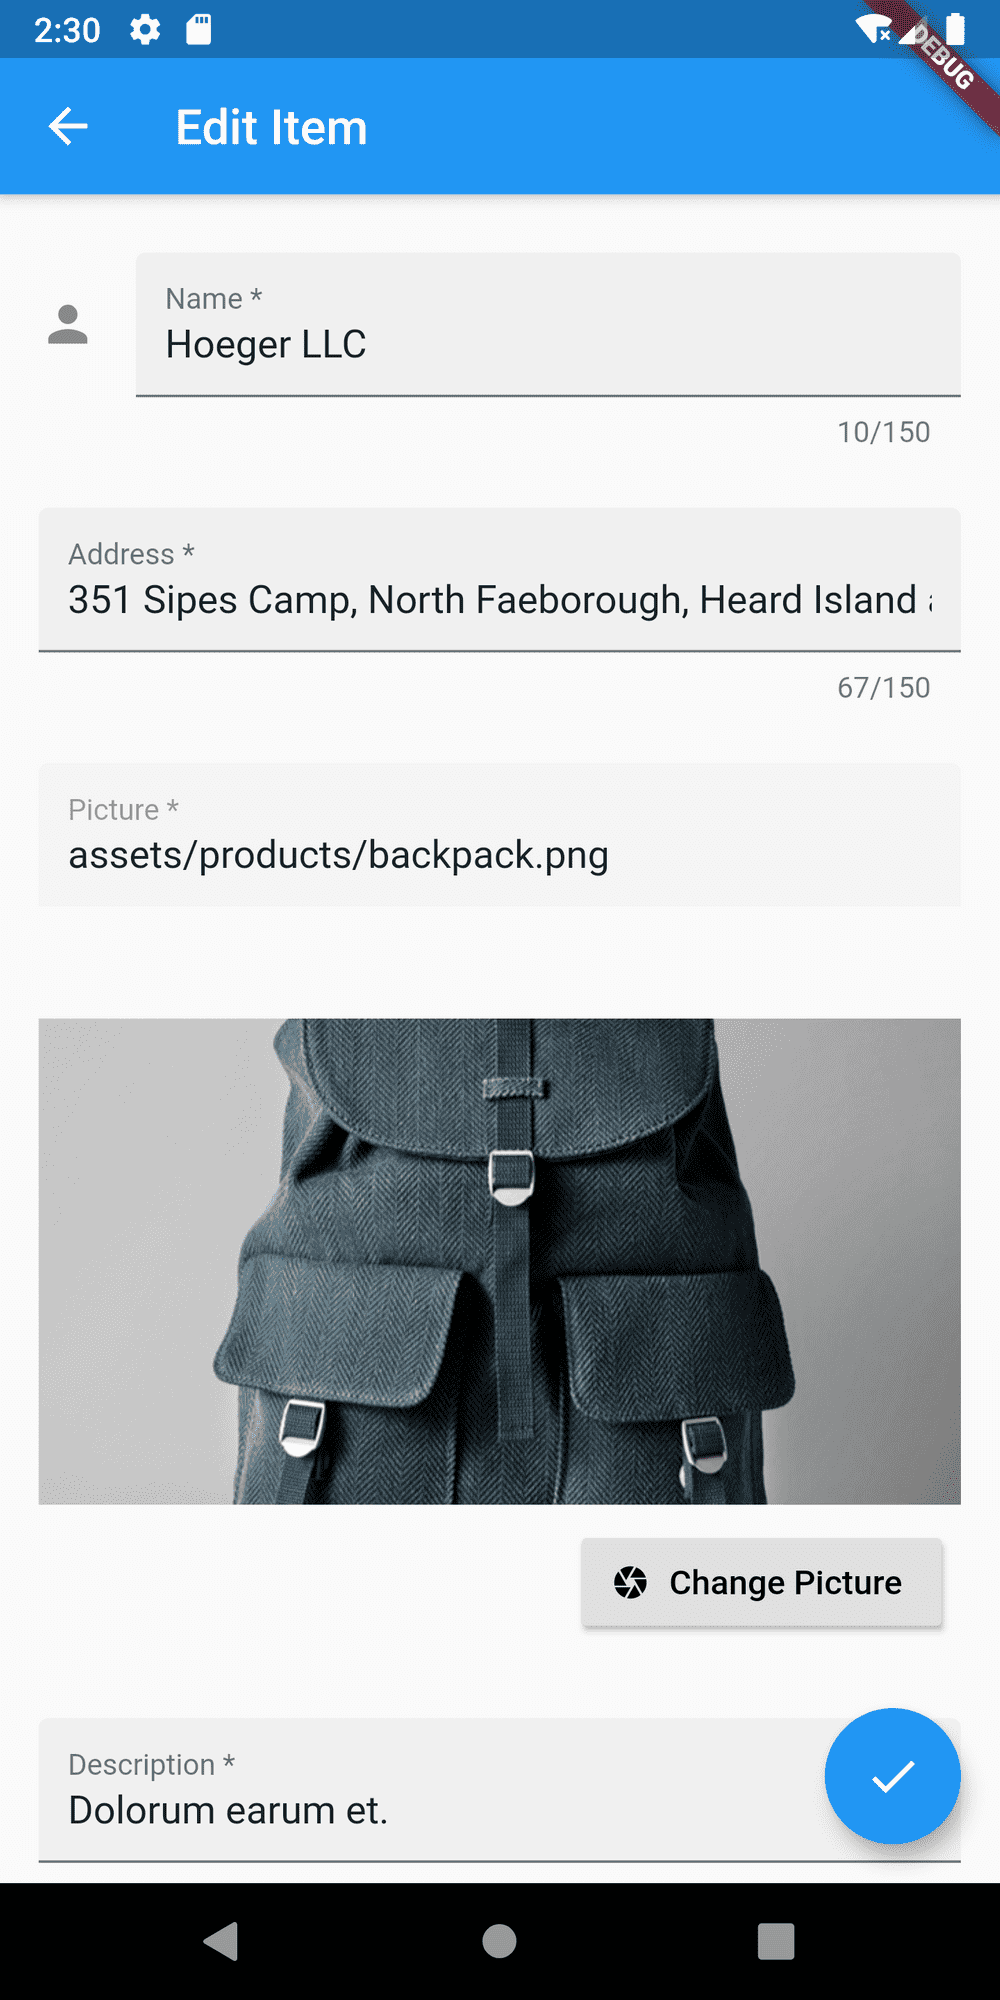 2:30
DEBUG
Edit Item
Name *
Hoeger LLC
10/150
Address *
351 Sipes Camp, North Faeborough, Heard Island
67/150
Picture *
assets/products/backpack.png
Change Picture
Description *
Dolorum earum et.